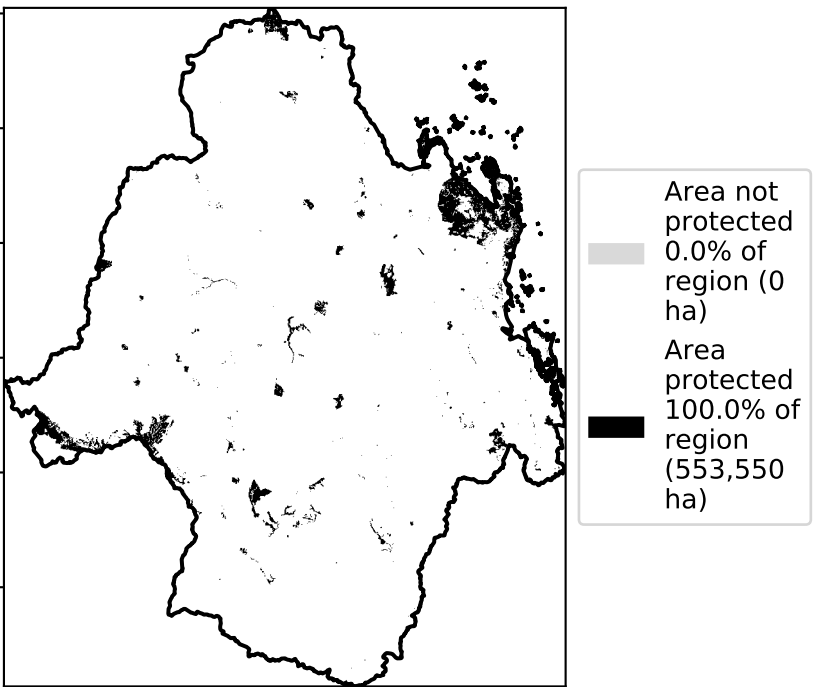 Area not
protected
0.0% of
region (0
ha)
Area
protected
100.0% of
region
(553,550
ha)